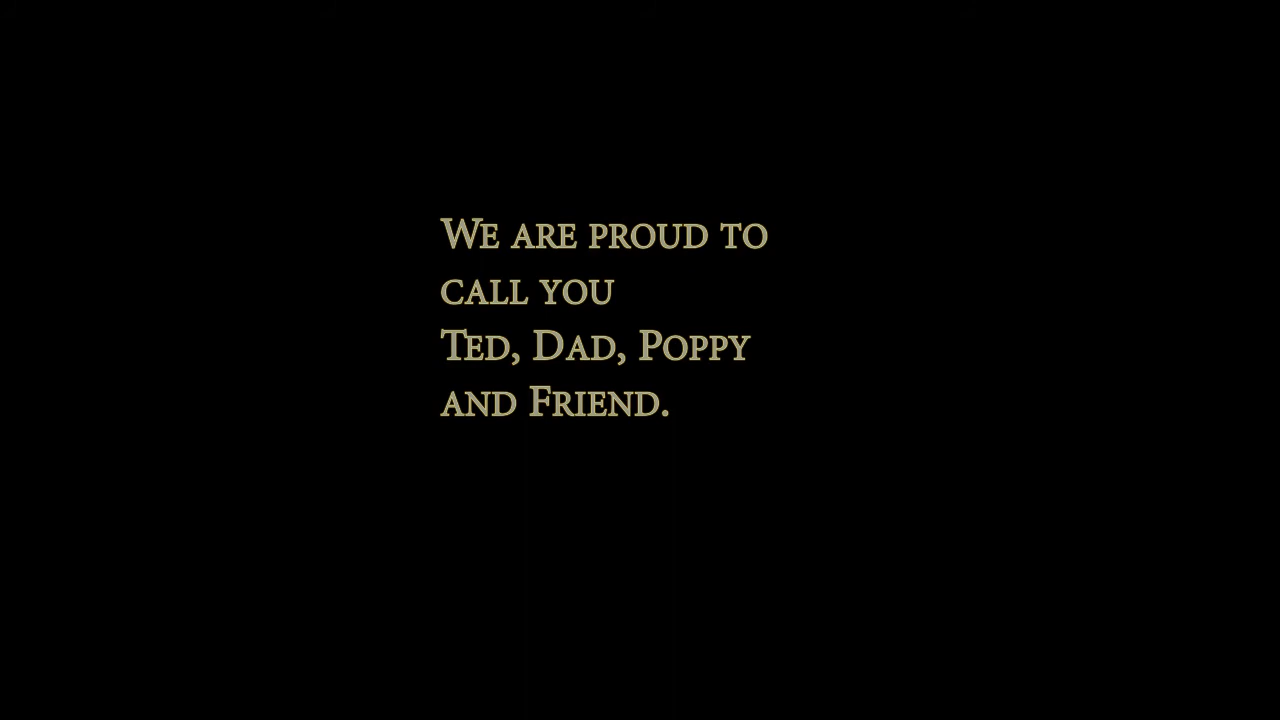 We are proud to
call you
Ted, Dad, Poppy
and Friend.